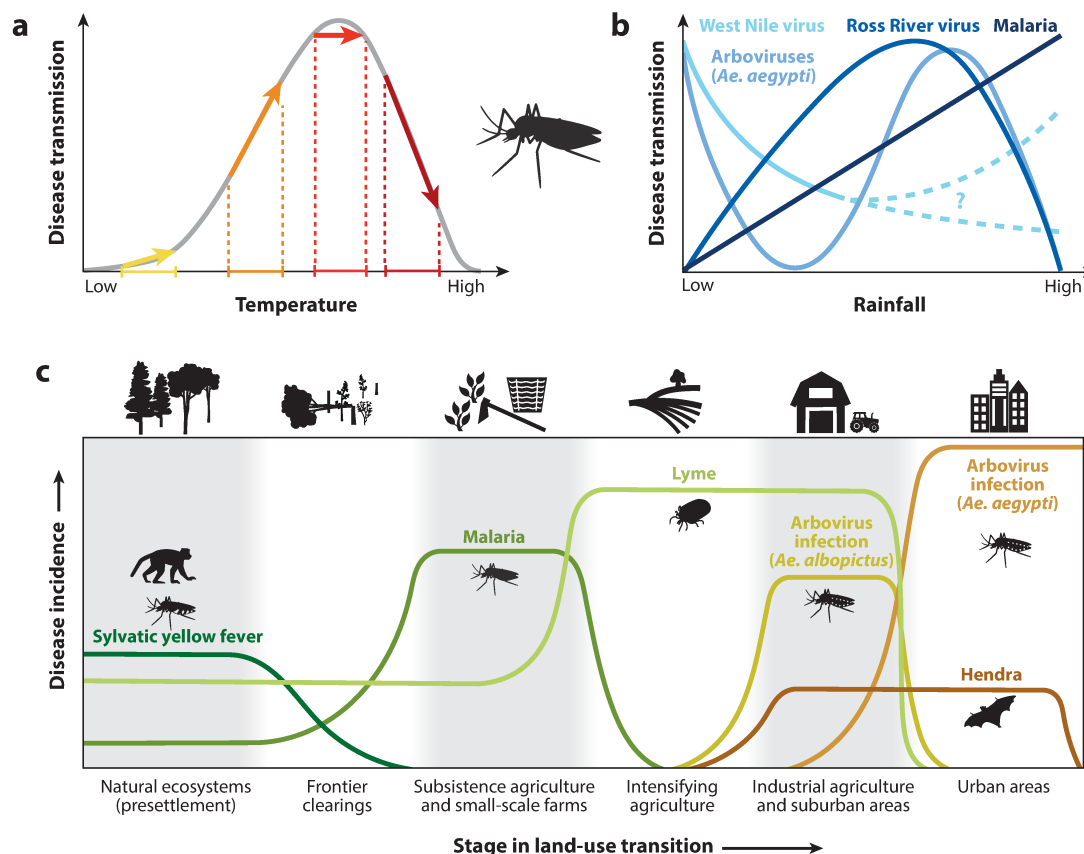 a
Disease transmission
Low
High
Temperature
b
Disease transmission
West Nile virus
Ross River virus
Malaria
Arboviruses
(Ae. aegypti)
?
Low
High
Rainfall
c
Disease incidence
Lyme
Arbovirus
infection
(Ae. aegypti)
Malaria
Arbovirus
infection
(Ae. albopictus)
Sylvatic yellow fever
Hendra
Natural ecosystems
(presettlement)
Frontier
clearings
Subsistence agriculture
and small-scale farms
Intensifying
agriculture
Industrial agriculture
and suburban areas
Urban areas
Stage in land-use transition